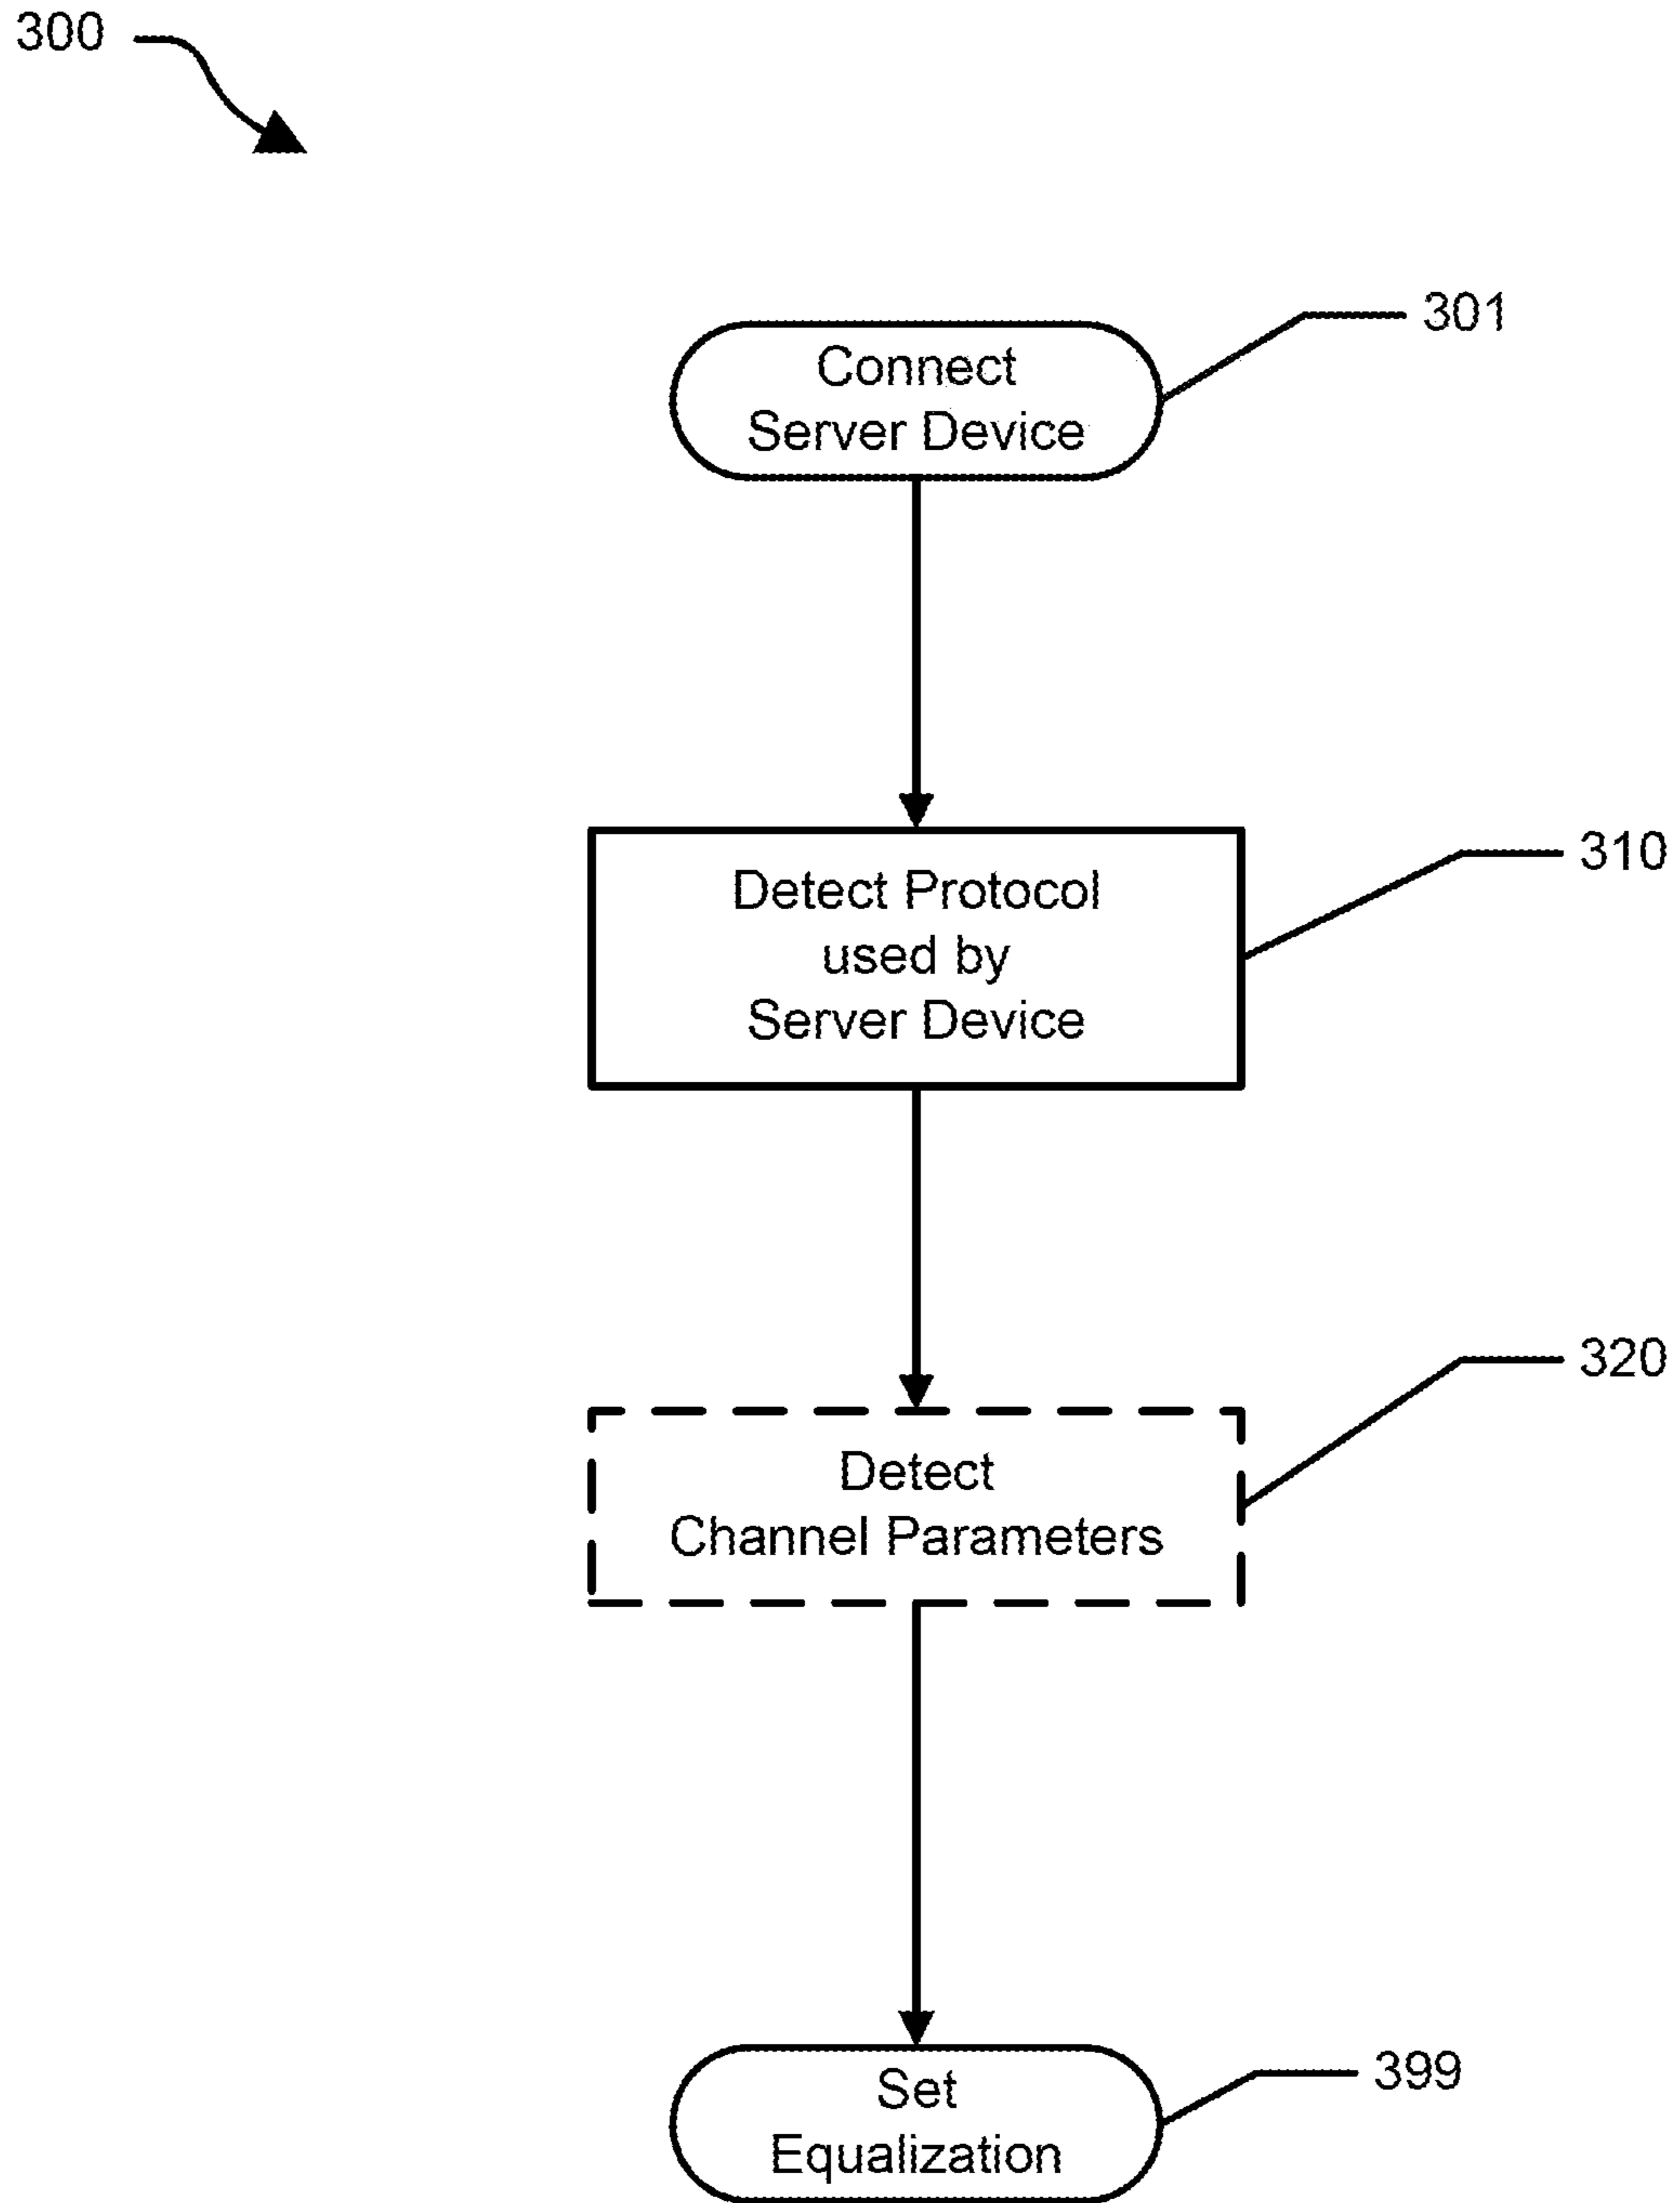 300
301
Connect
Server Device
310
Detect Protocol
used by
Server Device
320
Detect
Channel Parameters
399
Set
Equalization